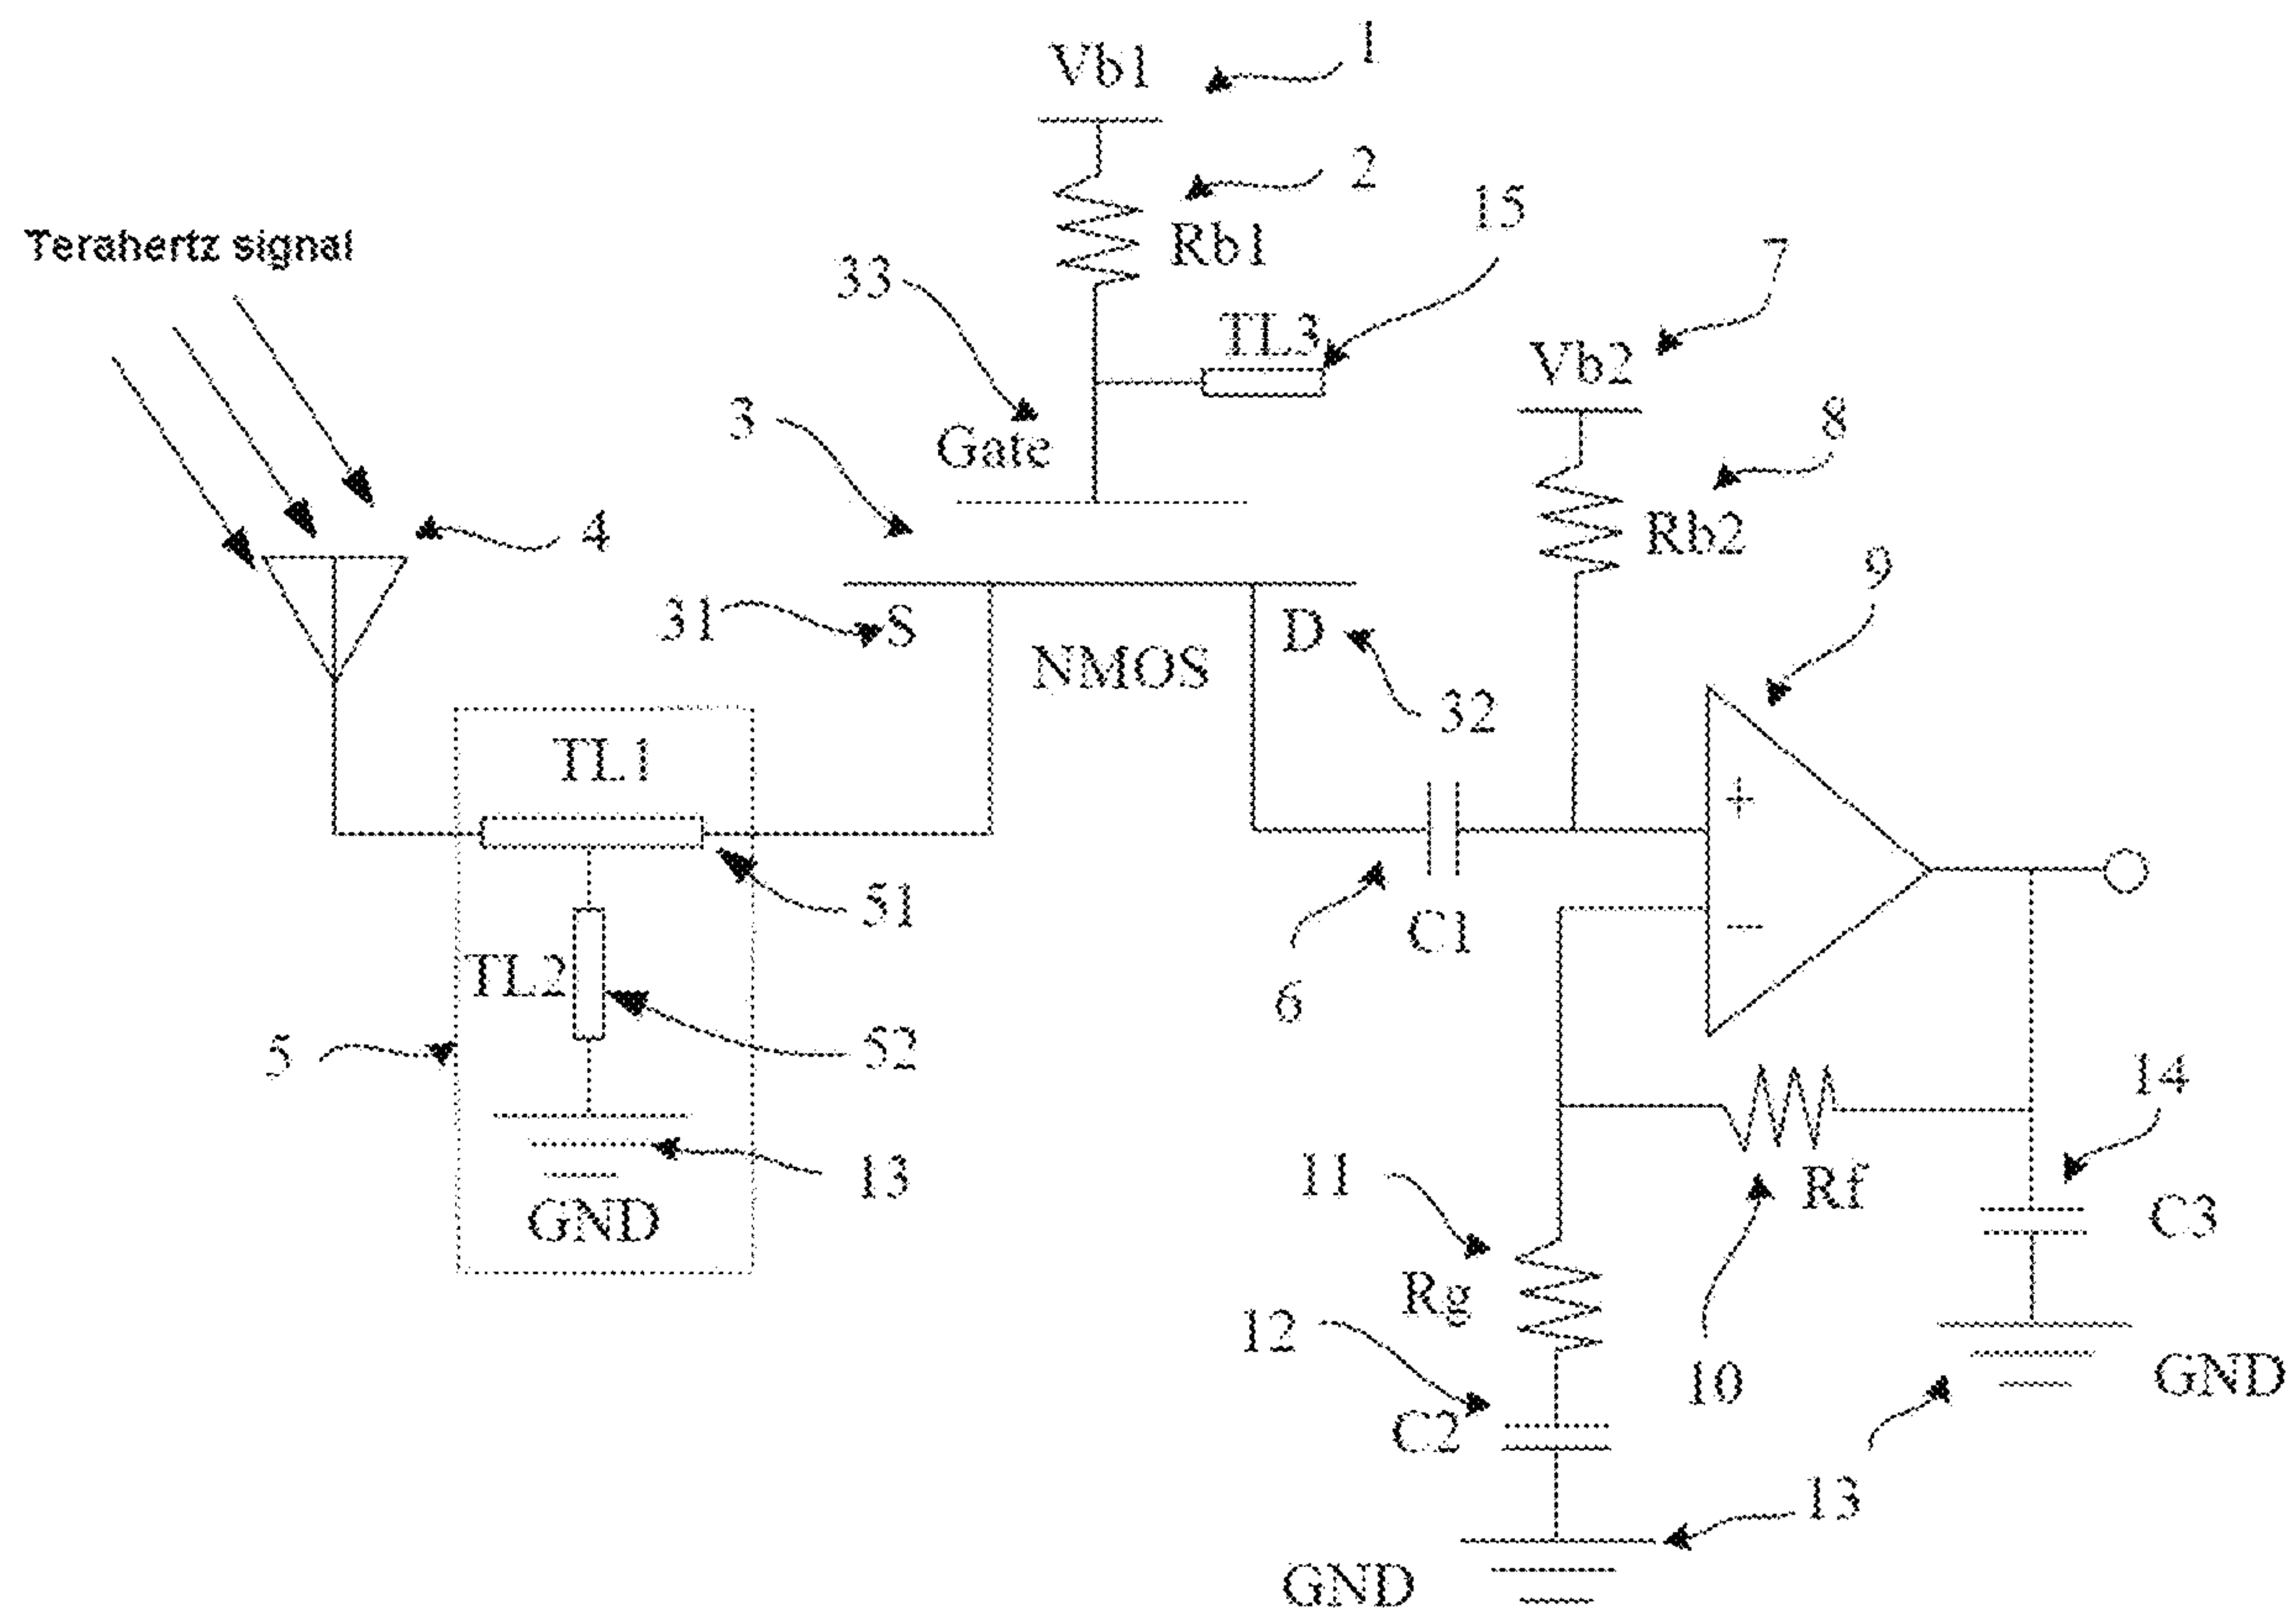 1
Vb1
2
15
Rb1
Terahertz signal
33
7
TL3
Vb2
3
8
Gate
4
Rb2
9
31
S
D
NMOS
32
TL1
+
51
C1
−
TL2
6
5
52
14
13
11
Rf
C3
GND
Rg
12
10
GND
C2
13
GND